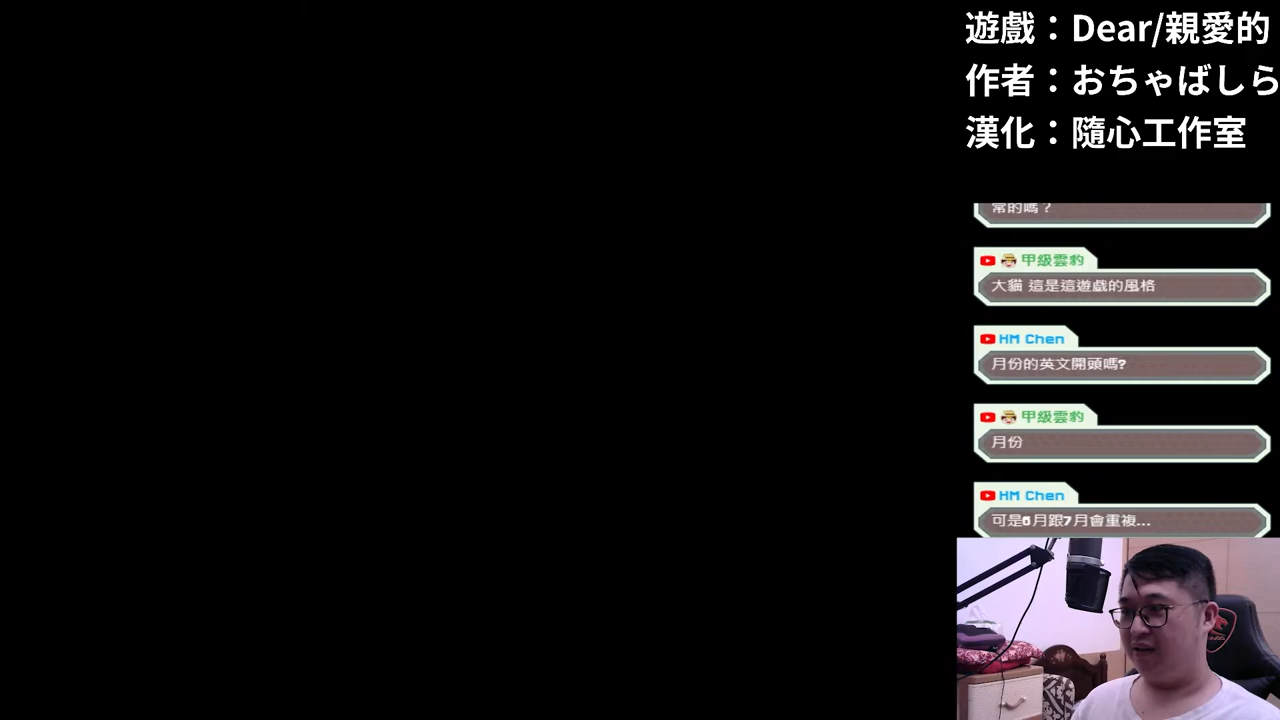 遊戲：Dear/親愛的
作者：おちゃばしら
漢化：隨心工作室
常的嗎？
甲級雲豹
大貓 這是這遊戲的風格
HM Chen
月份的英文開頭嗎?
甲級雲豹
月份
HM Chen
可是6月跟7月會重複...